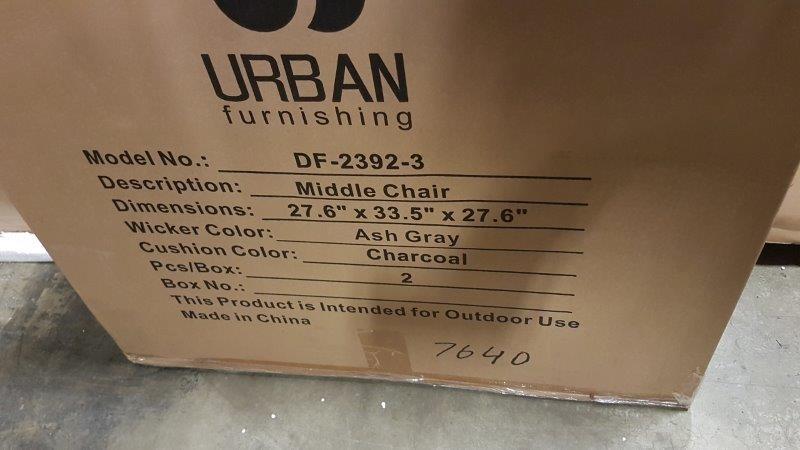 URBAN
furnishing
Model No.: DF-2392-3
Description: Middle Chair
Dimensions: 27.6" x 33.5" x 27.6"
Wicker Color: Ash Gray
Cushion Color: Charcoal
Pcs/Box: 2
Box No.:
This Product is Intended for Outdoor Use
Made in China
7640